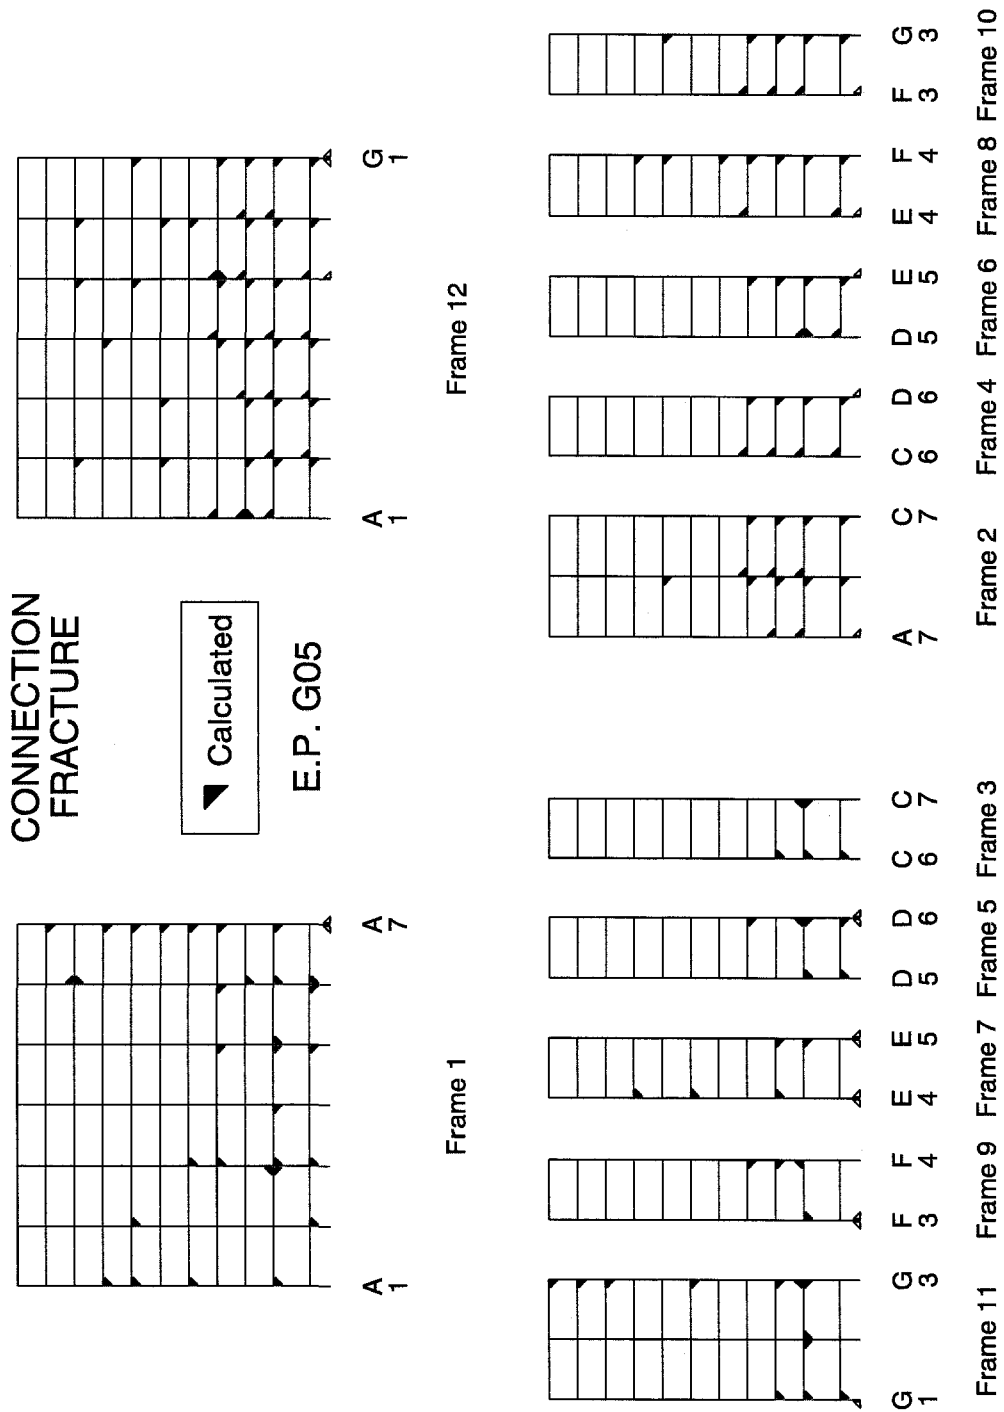 CONNECTION
FRACTURE
Calculated
E.P. G05
A
1
A
7
Frame 1
A
1
G
1
Frame 12
G
1
G
3
Frame 11
F
3
F
4
Frame 9
E
4
E
5
Frame 7
D
5
D
6
Frame 5
C
6
C
7
Frame 3
A
7
C
7
Frame 2
C
6
D
6
Frame 4
D
5
E
5
Frame 6
E
4
F
4
Frame 8
F
3
G
3
Frame 10